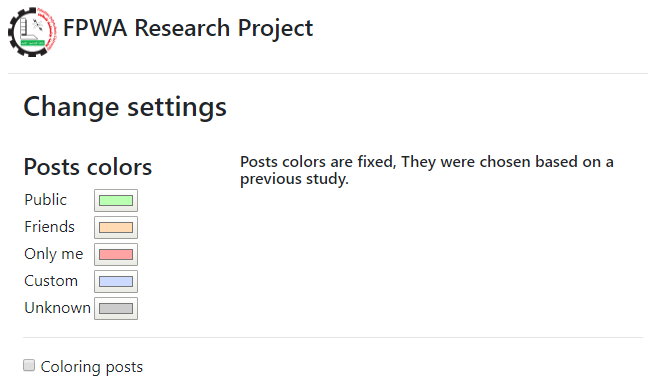 FPWA Research Project
Change settings
Posts colors
Public
Friends
Only me
Custom
Unknown
Posts colors are fixed, They were chosen based on a
previous study.
Coloring posts